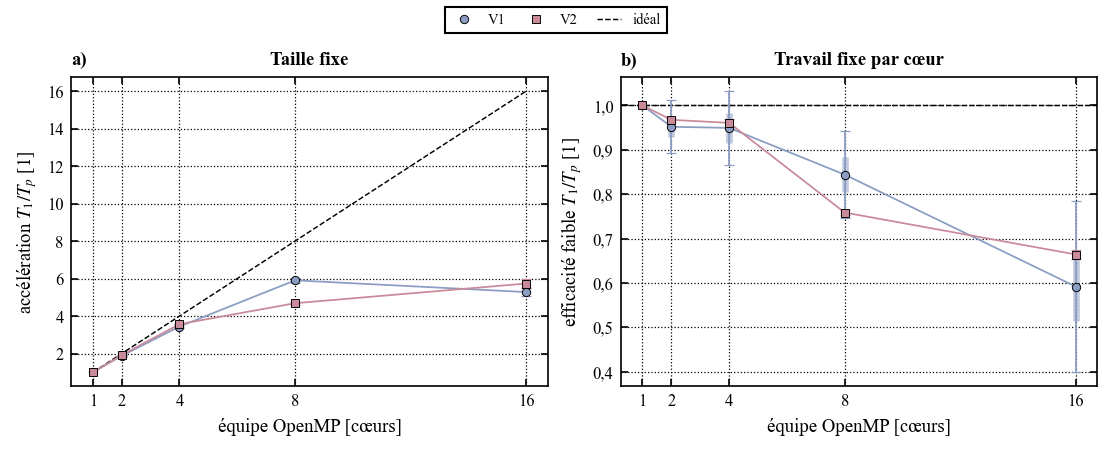 V1 V2 idéal
a) Taille fixe
accélération T₁/Tₚ [1]
16
14
12
10
8
6
4
2
1 2 4 8 16
équipe OpenMP [cœurs]
b) Travail fixe par cœur
efficacité faible T₁/Tₚ [1]
1,0
0,9
0,8
0,7
0,6
0,5
0,4
1 2 4 8 16
équipe OpenMP [cœurs]